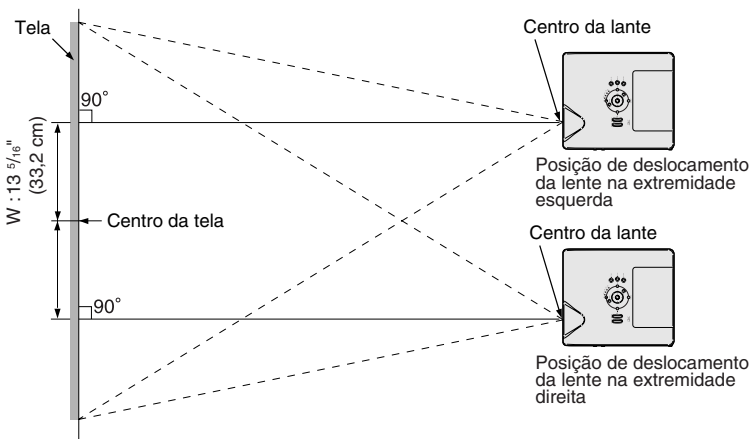 Tela
Centro da lante
90°
W : 13 5/16"
(33,2 cm)
Posição de deslocamento
da lente na extremidade
esquerda
Centro da tela
Centro da lante
90°
Posição de deslocamento
da lente na extremidade
direita